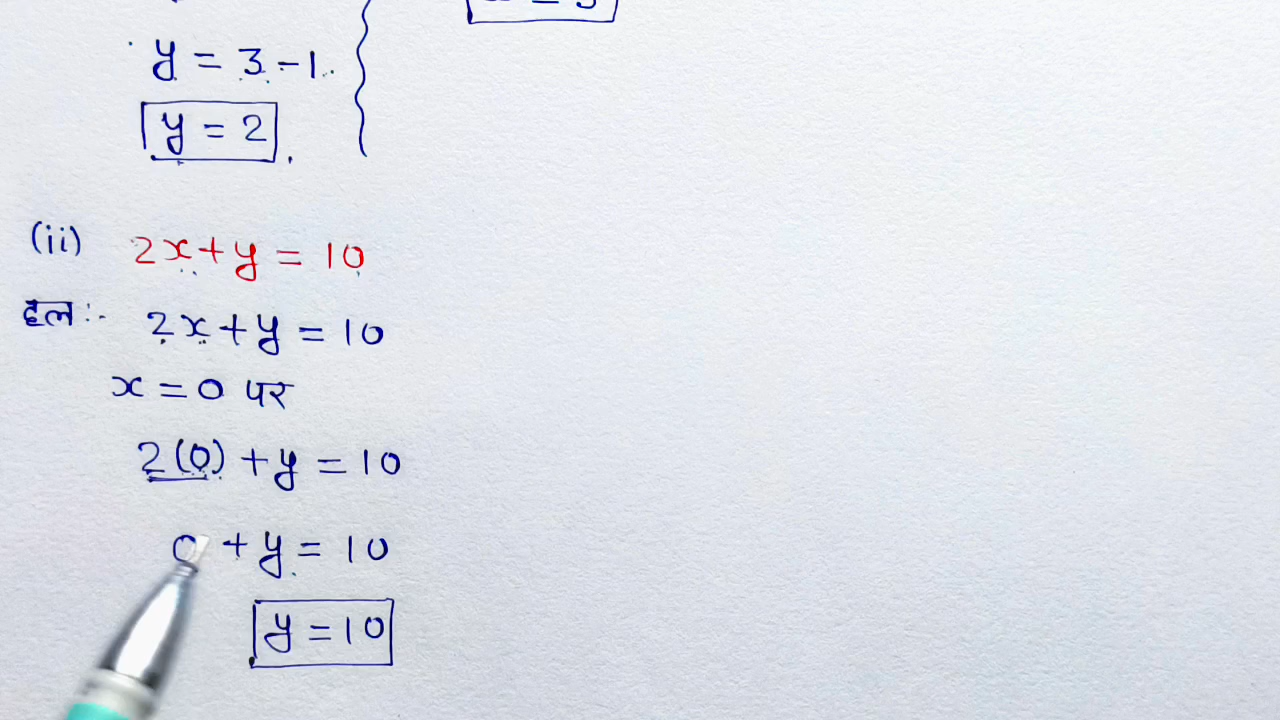 y = 3 - 1
y = 2
(ii) 2x + y = 10
हल :- 2x + y = 10
x = 0 पर
2(0) + y = 10
0 + y = 10
y = 10